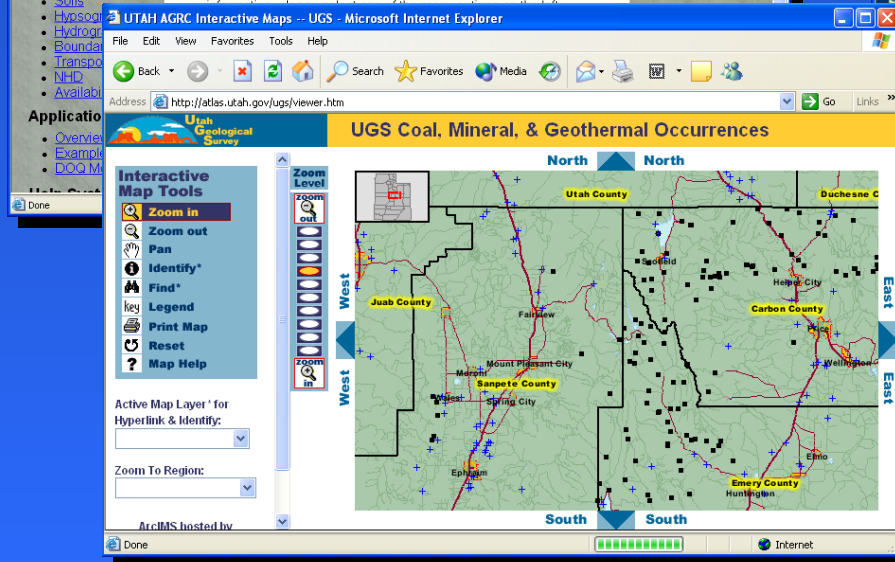 Soils
Hypsog
Hydrogr
Boundar
Transpo
NHD
Availabi
Applicatio
Overvie
Example
DOQ M
Done
UTAH AGRC Interactive Maps -- UGS - Microsoft Internet Explorer
File Edit View Favorites Tools Help
Back Search Favorites Media
Address http://atlas.utah.gov/ugs/viewer.htm Go Links »
Utah
Geological
Survey
UGS Coal, Mineral, & Geothermal Occurrences
Interactive
Map Tools
Zoom in
Zoom out
Pan
Identify*
Find*
key Legend
Print Map
Reset
? Map Help
Active Map Layer* for
Hyperlink & Identify:
Zoom To Region:
ArcIMS hosted by
Zoom
Level
zoom
out
zoom
in
North North
West
West
East
East
South South
Utah County
Duchesne C
Scofield
Helper City
Juab County
Carbon County
Fairview
Price
Wellington
Mount Pleasant City
Moroni
Sanpete County
Wales
Spring City
Ephraim
Elmo
Emery County
Huntington
Done Internet